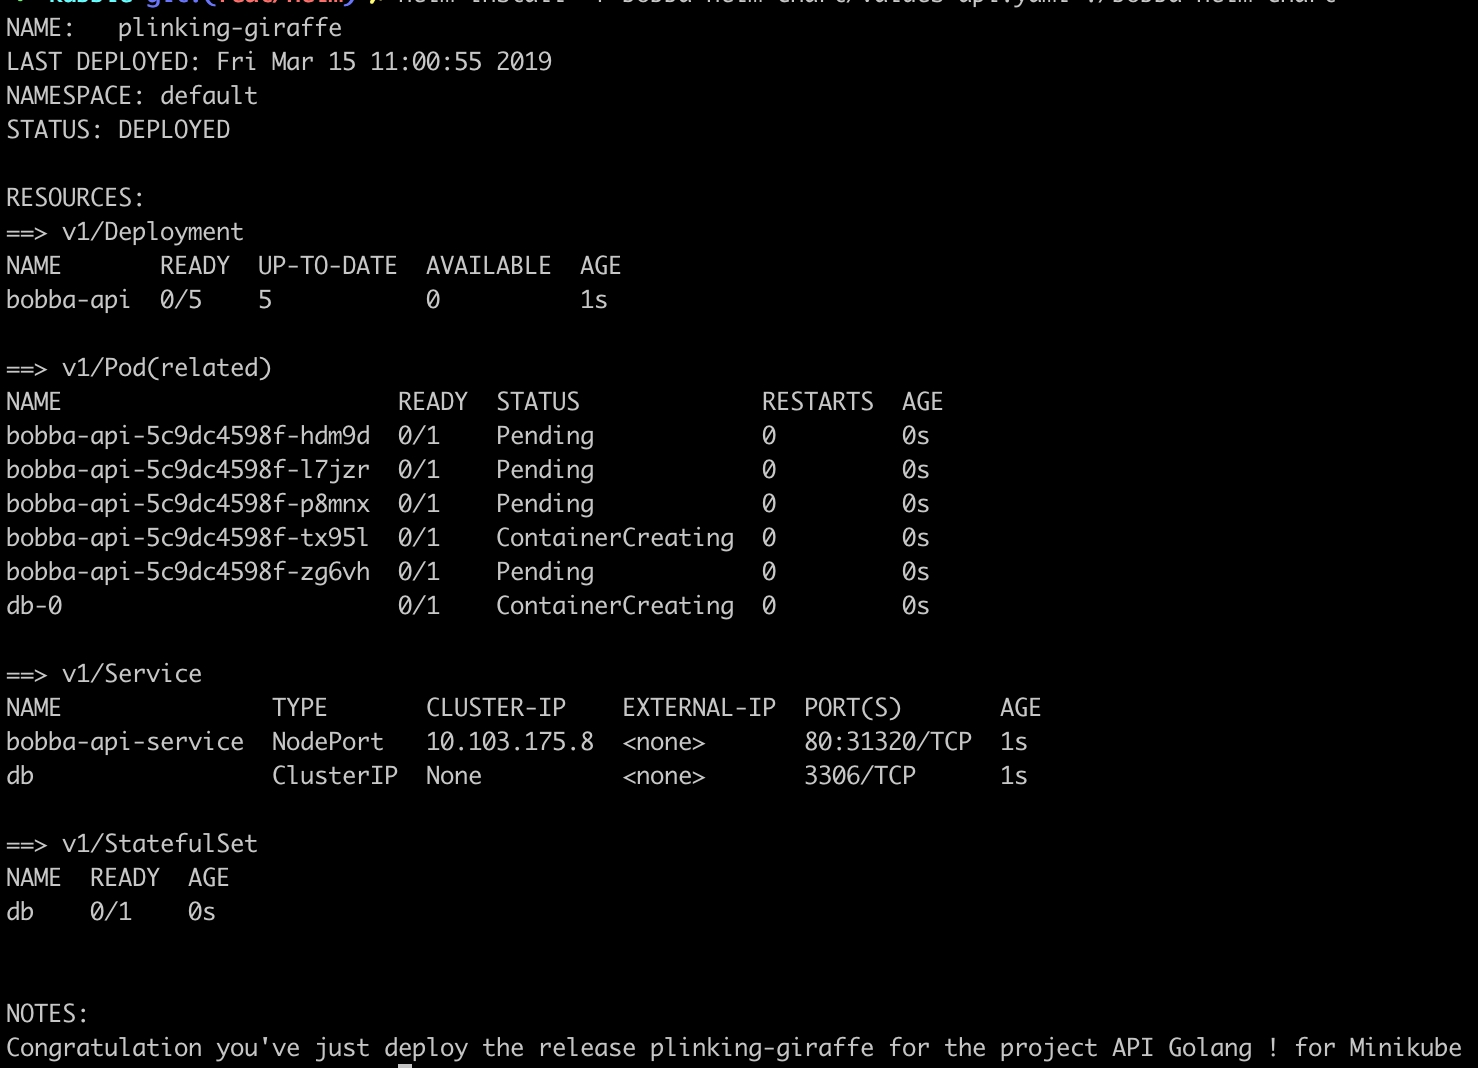 NAME:   plinking-giraffe
LAST DEPLOYED: Fri Mar 15 11:00:55 2019
NAMESPACE: default
STATUS: DEPLOYED
RESOURCES:
==> v1/Deployment
NAME       READY  UP-TO-DATE  AVAILABLE  AGE
bobba-api  0/5    5           0          1s
==> v1/Pod(related)
NAME                        READY  STATUS             RESTARTS  AGE
bobba-api-5c9dc4598f-hdm9d  0/1    Pending            0         0s
bobba-api-5c9dc4598f-l7jzr  0/1    Pending            0         0s
bobba-api-5c9dc4598f-p8mnx  0/1    Pending            0         0s
bobba-api-5c9dc4598f-tx95l  0/1    ContainerCreating  0         0s
bobba-api-5c9dc4598f-zg6vh  0/1    Pending            0         0s
db-0                        0/1    ContainerCreating  0         0s
==> v1/Service
NAME               TYPE       CLUSTER-IP    EXTERNAL-IP  PORT(S)       AGE
bobba-api-service  NodePort   10.103.175.8  <none>       80:31320/TCP  1s
db                 ClusterIP  None          <none>       3306/TCP      1s
==> v1/StatefulSet
NAME  READY  AGE
db    0/1    0s
NOTES:
Congratulation you've just deploy the release plinking-giraffe for the project API Golang ! for Minikube